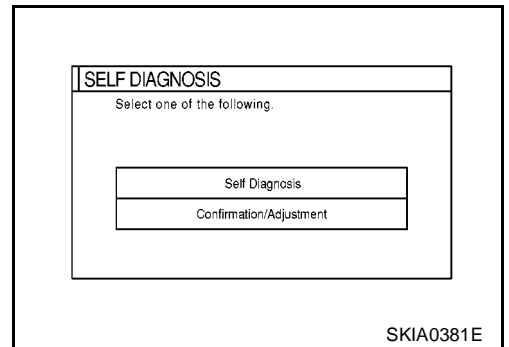 SELF DIAGNOSIS
Select one of the following.
Self Diagnosis
Confirmation/Adjustment
SKIA0381E